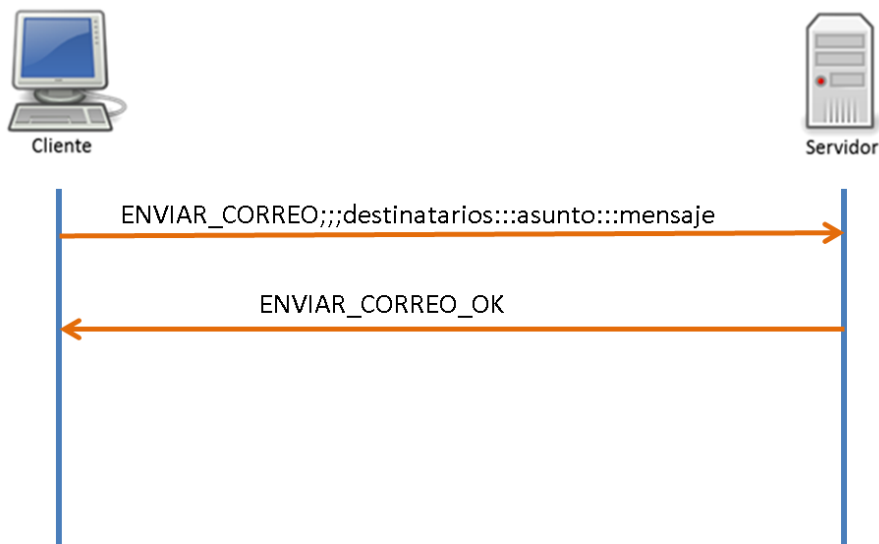 Cliente
Servidor
ENVIAR_CORREO;;;destinatarios:::asunto:::mensaje
ENVIAR_CORREO_OK